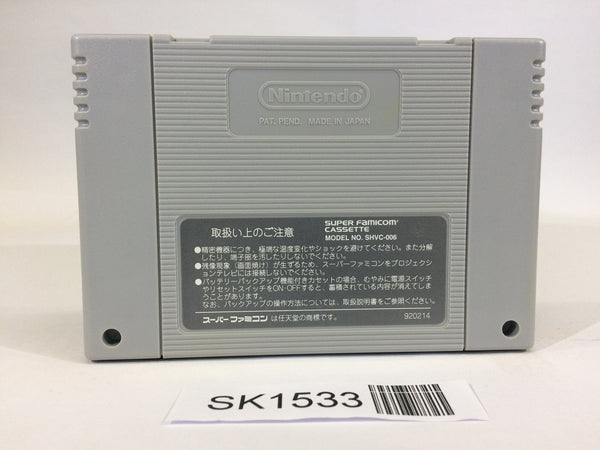 Nintendo
PAT. PEND. MADE IN JAPAN
取扱い上のご注意
SUPER FAMICOM
CASSETTE
MODEL NO. SHVC-006
●精密機器につき、極端な温度変化やショックを避けてください。また分解
したり、端子部を汚したりしないでください。
●残像現象(画面焼け)が生ずるため、スーパーファミコンをプロジェクショ
ンテレビには接続しないでください。
●バッテリーバックアップ機能付きカセットの場合、むやみに電源スイッチ
やリセットスイッチをON・OFFすると、蓄積されている内容が消えてしま
うことがあります。
なお、バックアップの操作方法については、取扱説明書をご参照ください。
スーパーファミコンは任天堂の商標です。
920214
SK1533